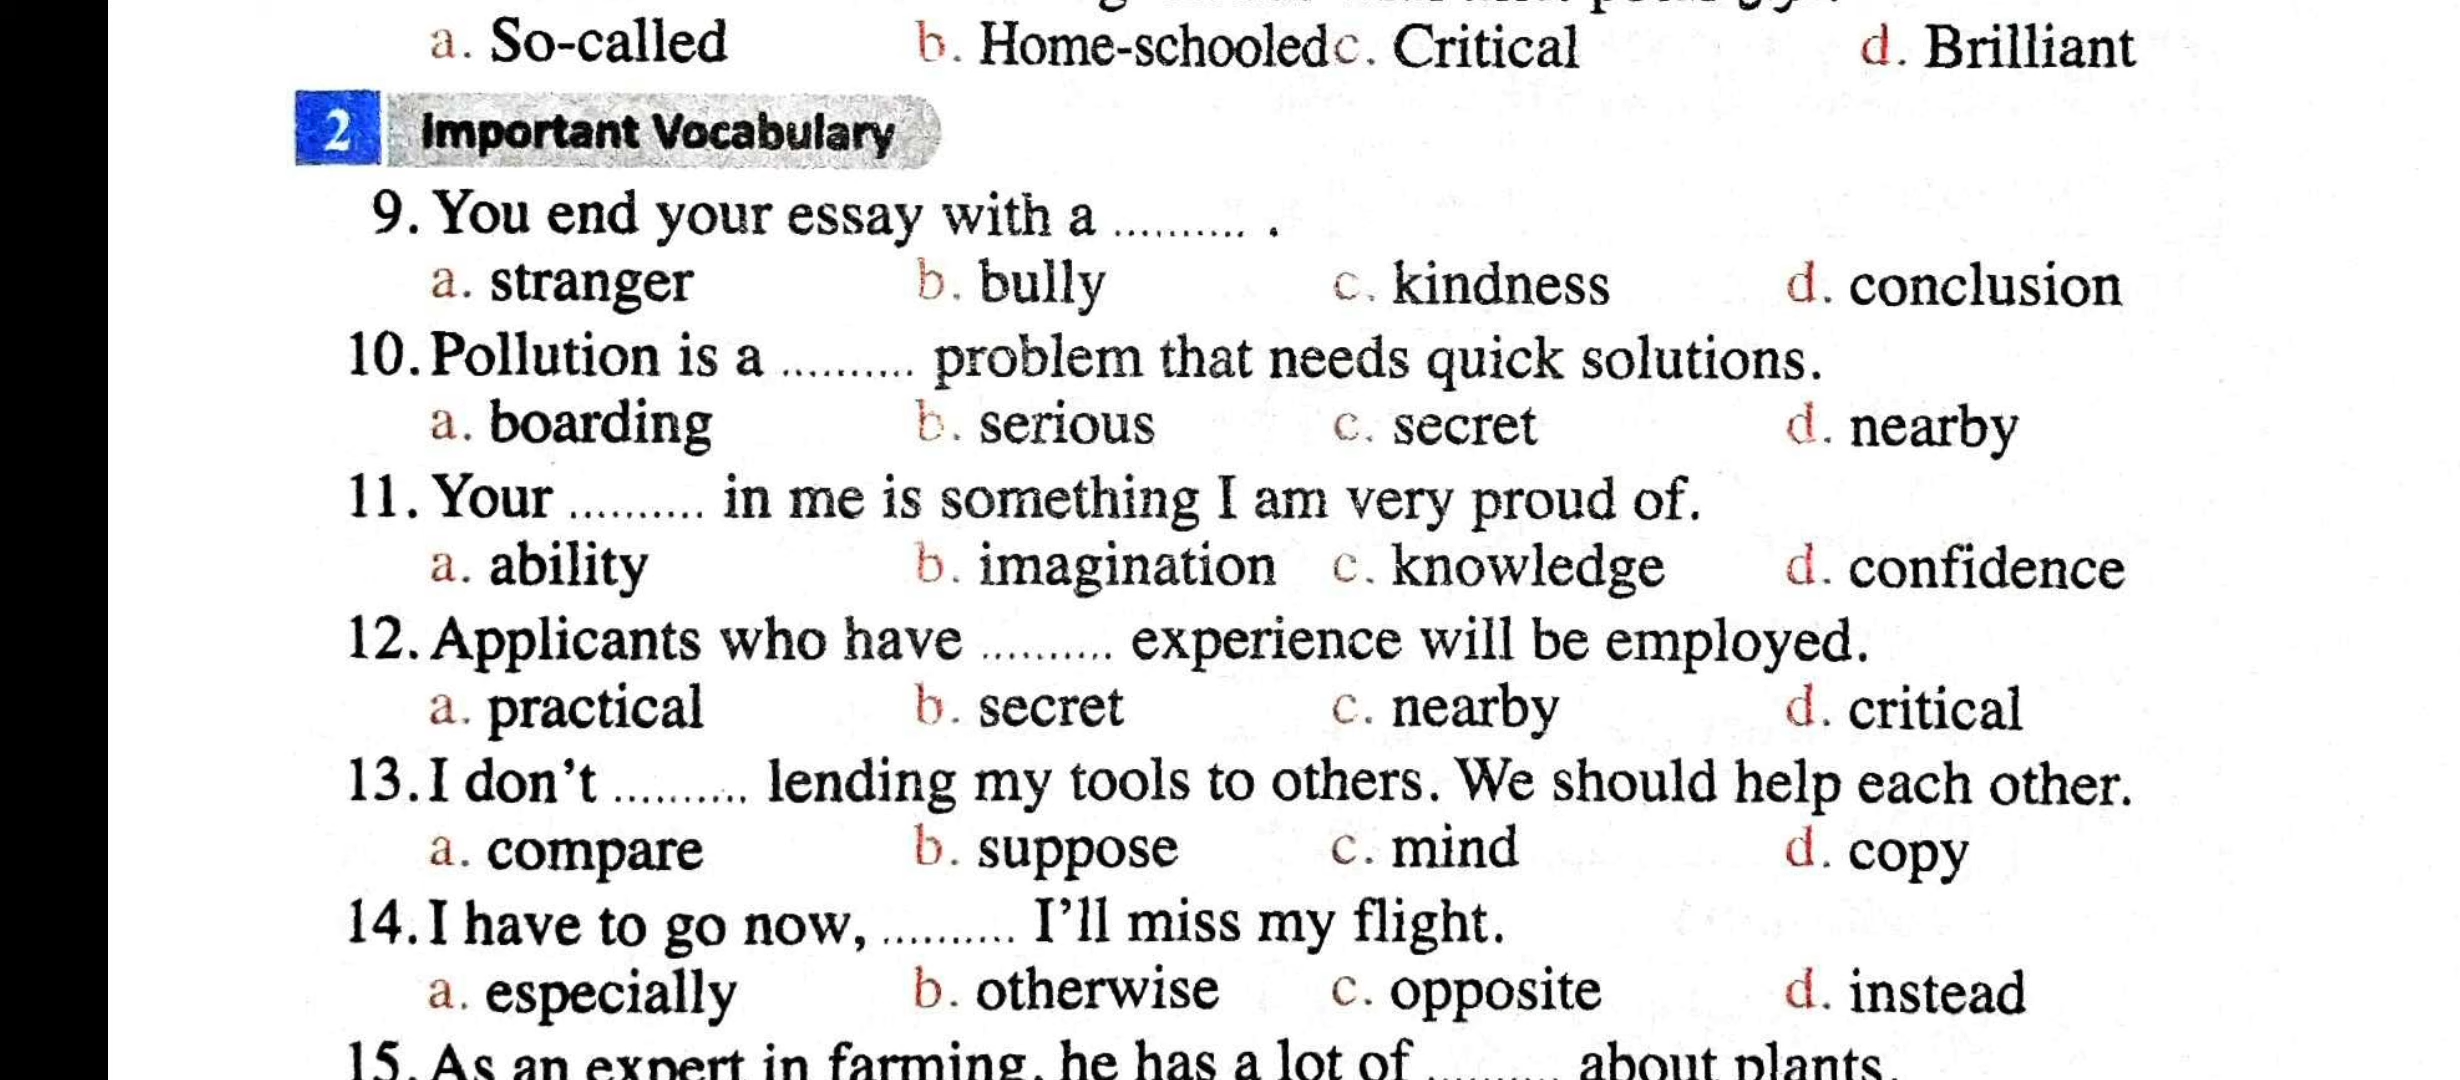 a. So-called b. Home-schooled c. Critical d. Brilliant
2 Important Vocabulary
9. You end your essay with a .......... .
a. stranger b. bully c. kindness d. conclusion
10. Pollution is a .......... problem that needs quick solutions.
a. boarding b. serious c. secret d. nearby
11. Your .......... in me is something I am very proud of.
a. ability b. imagination c. knowledge d. confidence
12. Applicants who have .......... experience will be employed.
a. practical b. secret c. nearby d. critical
13. I don’t .......... lending my tools to others. We should help each other.
a. compare b. suppose c. mind d. copy
14. I have to go now, .......... I’ll miss my flight.
a. especially b. otherwise c. opposite d. instead
15. As an expert in farming, he has a lot of .......... about plants.